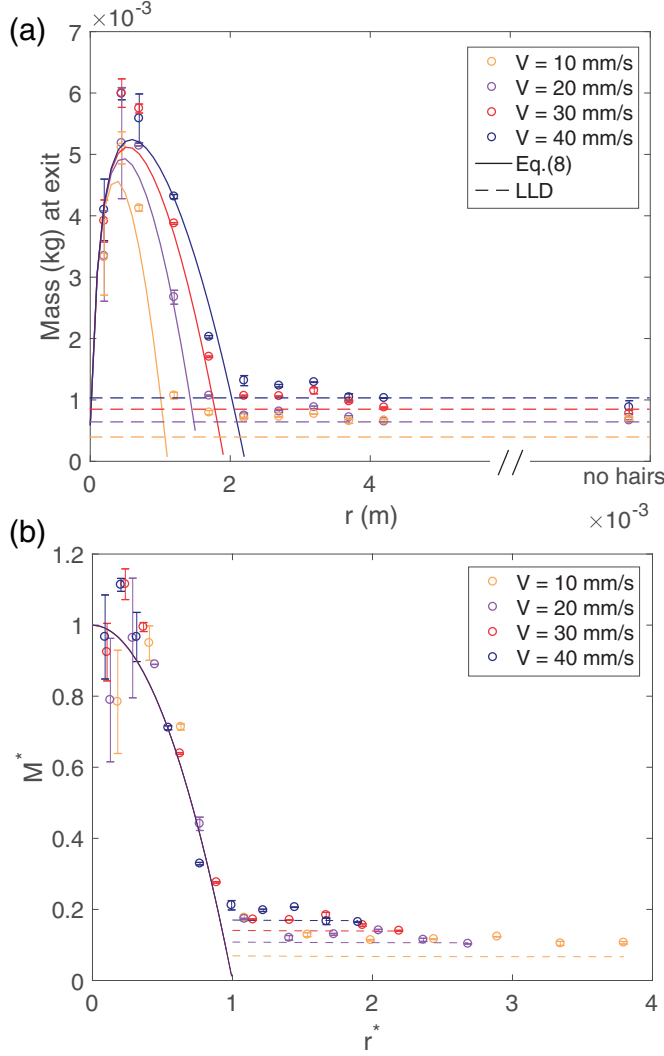 (a)
×10⁻³
7
6
5
4
3
2
1
0
Mass (kg) at exit
V = 10 mm/s
V = 20 mm/s
V = 30 mm/s
V = 40 mm/s
Eq.(8)
LLD
0
2
4
no hairs
r (m)
×10⁻³
(b)
1.2
1
0.8
0.6
0.4
0.2
0
M*
V = 10 mm/s
V = 20 mm/s
V = 30 mm/s
V = 40 mm/s
0
1
2
3
4
r*